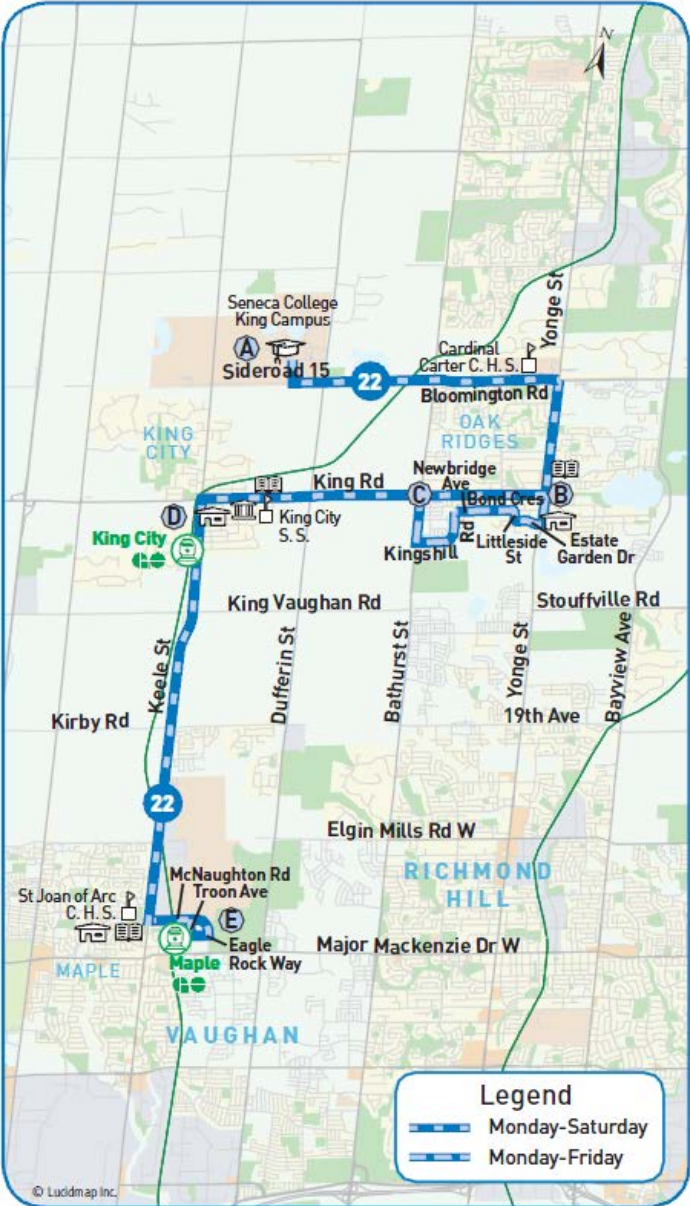 N
Yonge St
Seneca College
King Campus
A
Sideroad 15
22
Cardinal
Carter C. H. S.
Bloomington Rd
KING
CITY
OAK
RIDGES
King Rd
Newbridge
Ave
C
Bond Cres
B
D
King City
S. S.
King City
GO
Kingshill
Rd
Littleside
St
Estate
Garden Dr
King Vaughan Rd
Stouffville Rd
Keele St
Dufferin St
Bathurst St
Yonge St
Bayview Ave
Kirby Rd
19th Ave
22
Elgin Mills Rd W
RICHMOND
HILL
McNaughton Rd
Troon Ave
St Joan of Arc
C. H. S.
E
Eagle
Rock Way
Major Mackenzie Dr W
Maple
GO
MAPLE
VAUGHAN
Legend
Monday-Saturday
Monday-Friday
© Lucidmap Inc.